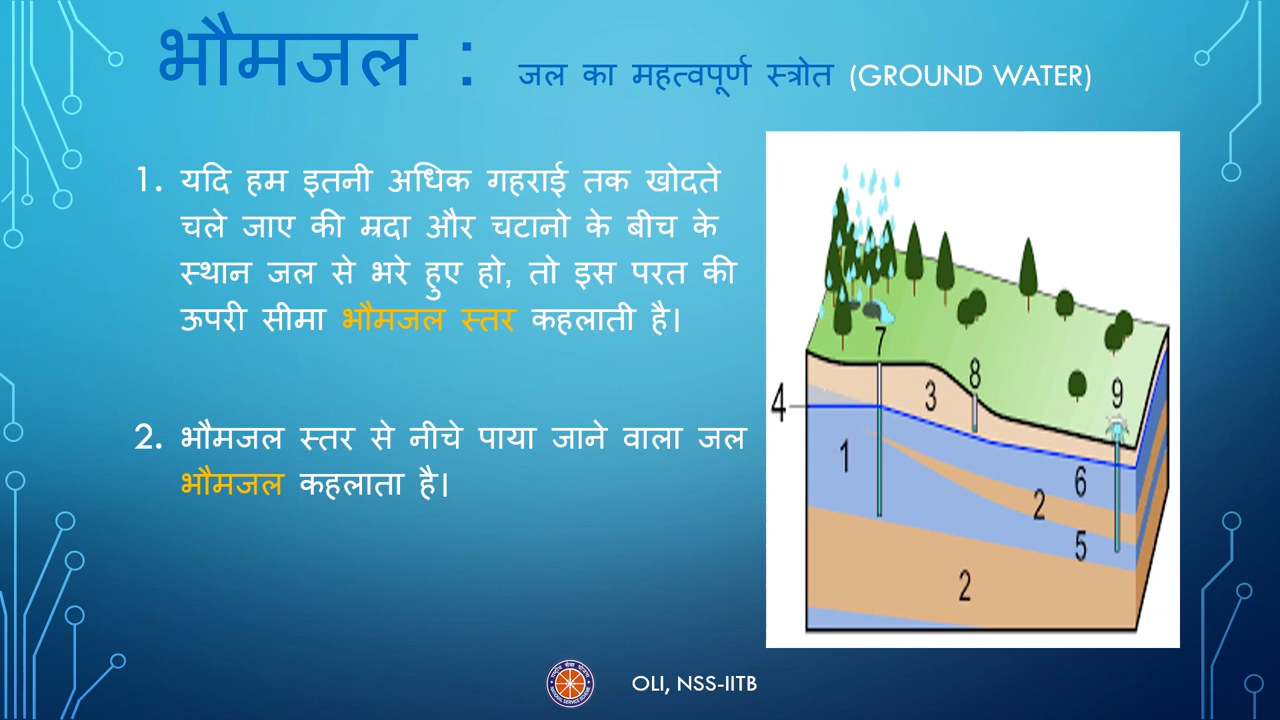 भौमजल : जल का महत्वपूर्ण स्त्रोत (GROUND WATER)
1. यदि हम इतनी अधिक गहराई तक खोदते
चले जाए की म्रदा और चटानो के बीच के
स्थान जल से भरे हुए हो, तो इस परत की
ऊपरी सीमा भौमजल स्तर कहलाती है।
2. भौमजल स्तर से नीचे पाया जाने वाला जल
भौमजल कहलाता है।
7
8
3
9
4
1
6
2
5
2
OLI, NSS-IITB